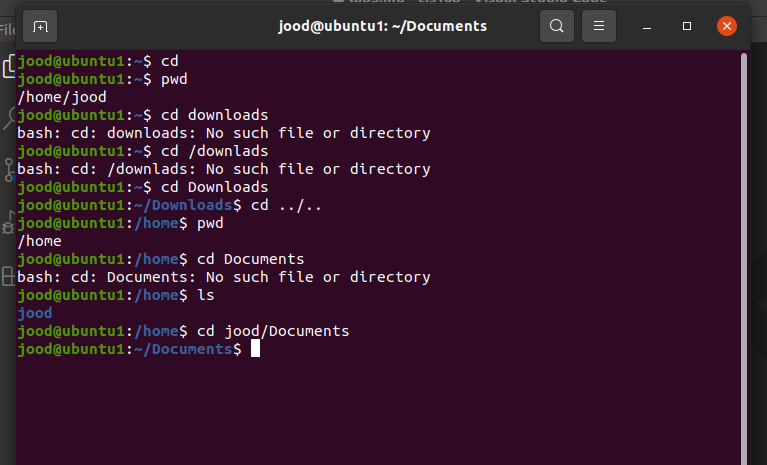 File
jood@ubuntu1: ~/Documents
jood@ubuntu1:~$ cd
jood@ubuntu1:~$ pwd
/home/jood
jood@ubuntu1:~$ cd downloads
bash: cd: downloads: No such file or directory
jood@ubuntu1:~$ cd /downlads
bash: cd: /downlads: No such file or directory
jood@ubuntu1:~$ cd Downloads
jood@ubuntu1:~/Downloads$ cd ../..
jood@ubuntu1:/home$ pwd
/home
jood@ubuntu1:/home$ cd Documents
bash: cd: Documents: No such file or directory
jood@ubuntu1:/home$ ls
jood
jood@ubuntu1:/home$ cd jood/Documents
jood@ubuntu1:~/Documents$